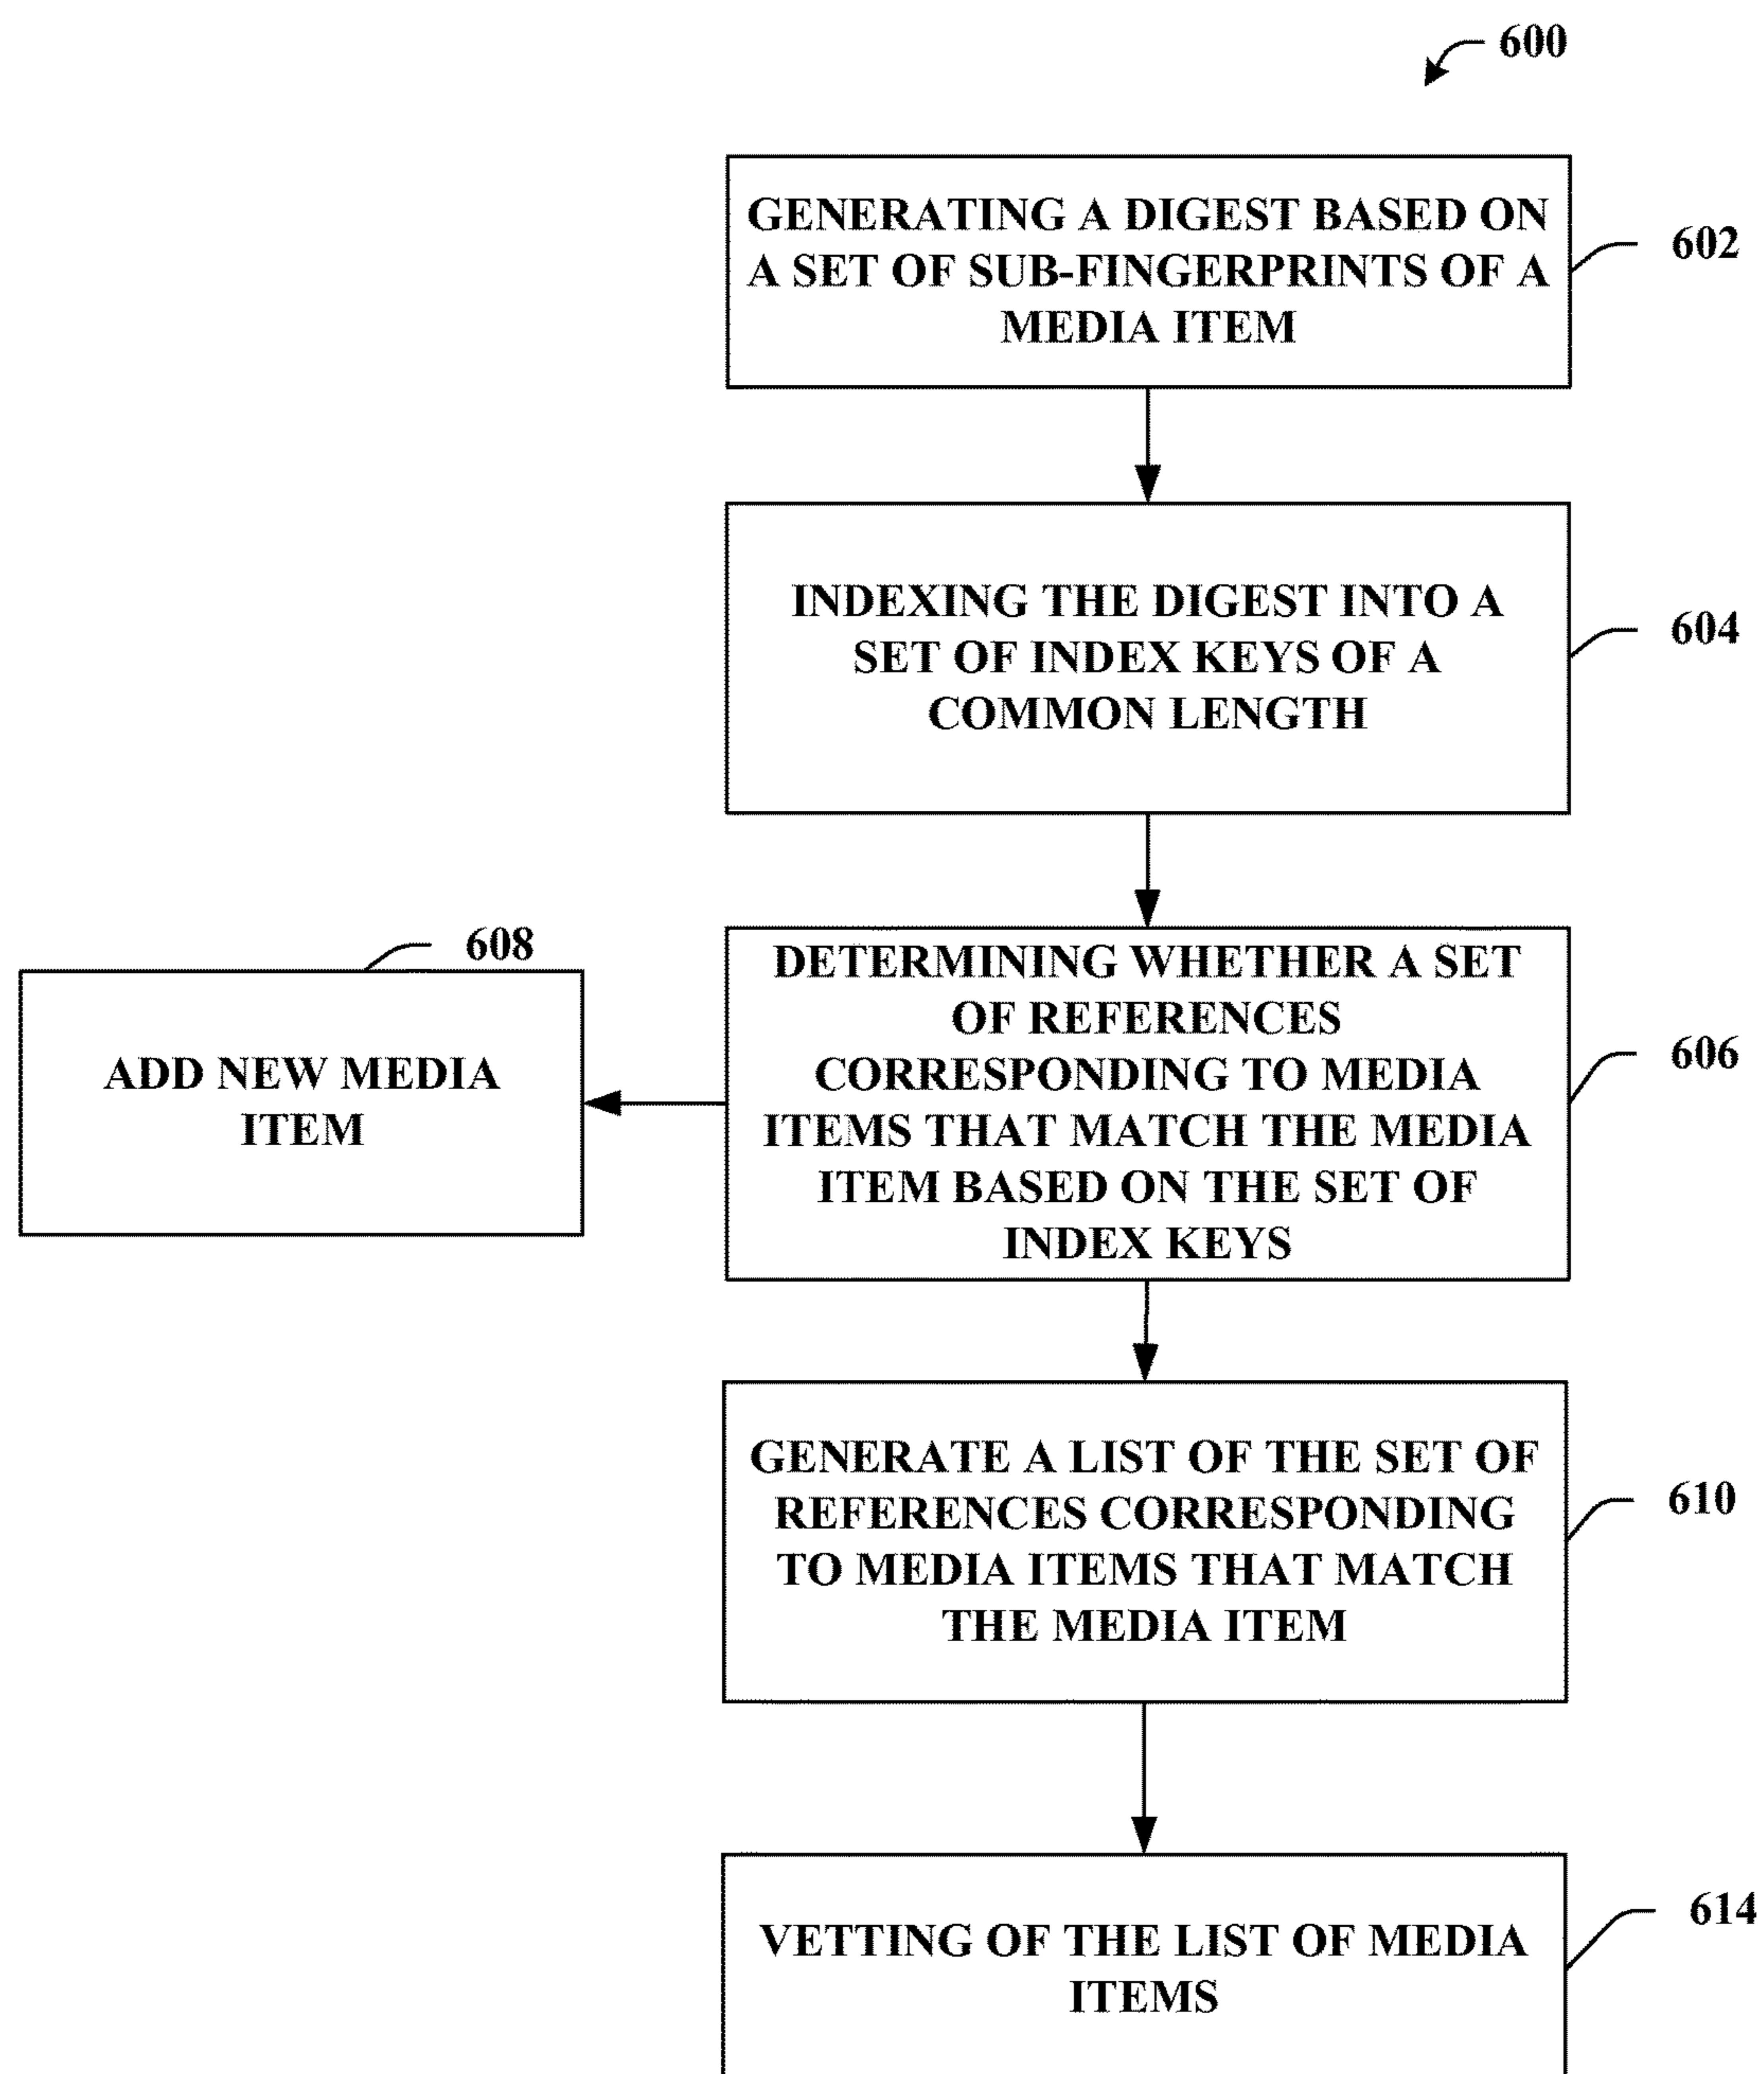 600
GENERATING A DIGEST BASED ON
A SET OF SUB-FINGERPRINTS OF A
MEDIA ITEM
602
INDEXING THE DIGEST INTO A
SET OF INDEX KEYS OF A
COMMON LENGTH
604
DETERMINING WHETHER A SET
OF REFERENCES
CORRESPONDING TO MEDIA
ITEMS THAT MATCH THE MEDIA
ITEM BASED ON THE SET OF
INDEX KEYS
606
608
ADD NEW MEDIA
ITEM
GENERATE A LIST OF THE SET OF
REFERENCES CORRESPONDING
TO MEDIA ITEMS THAT MATCH
THE MEDIA ITEM
610
VETTING OF THE LIST OF MEDIA
ITEMS
614